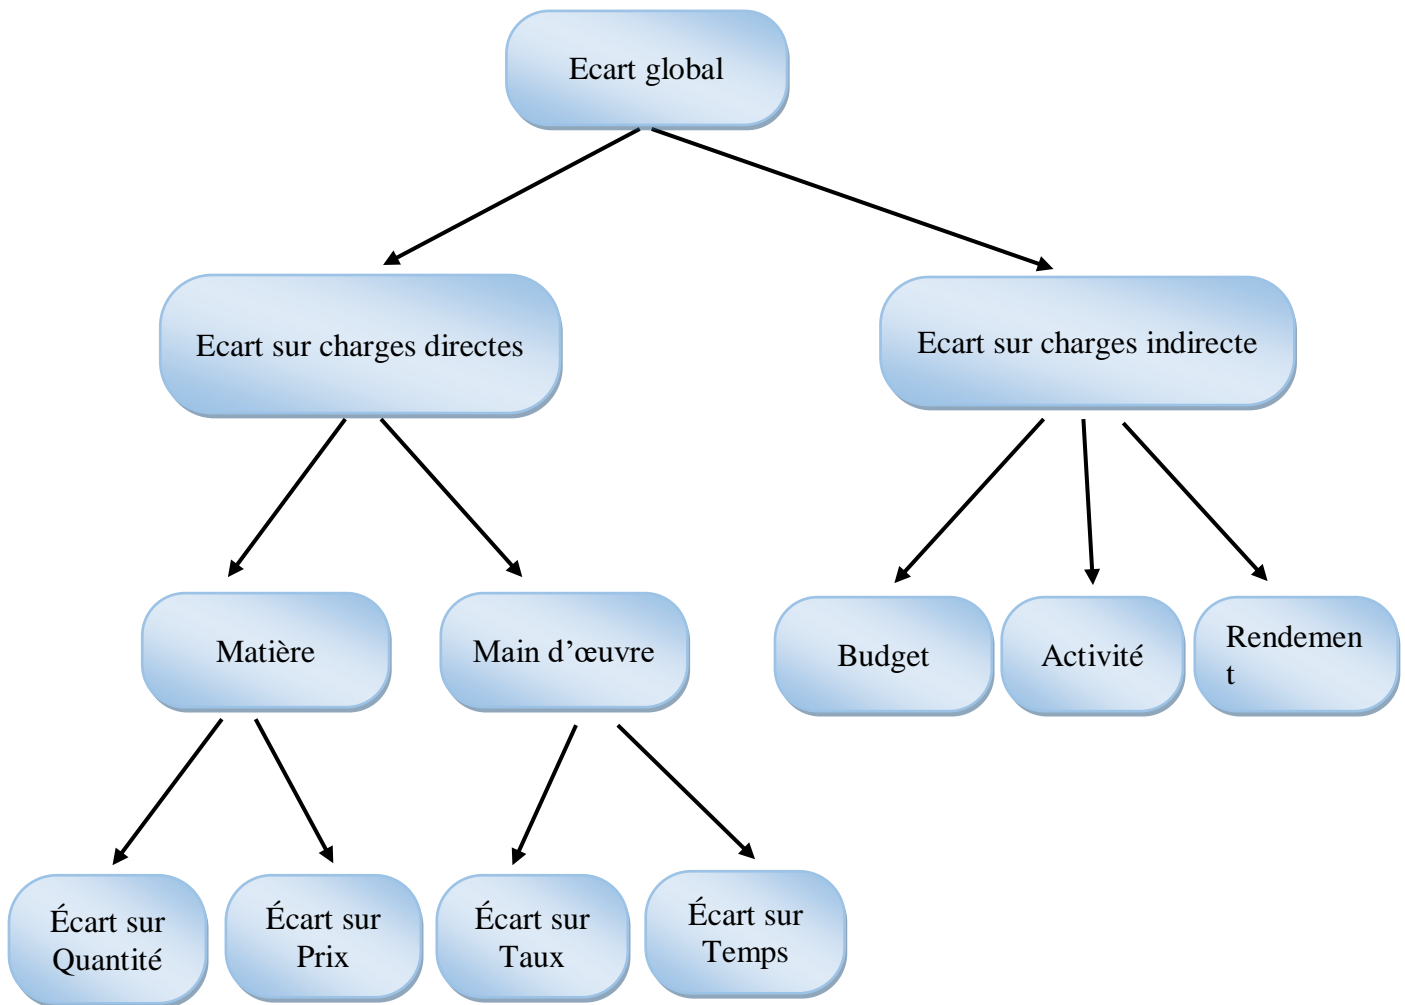 Ecart global
Ecart sur charges directes
Ecart sur charges indirecte
Matière
Main d’œuvre
Budget
Activité
Rendemen
t
Écart sur
Quantité
Écart sur
Prix
Écart sur
Taux
Écart sur
Temps